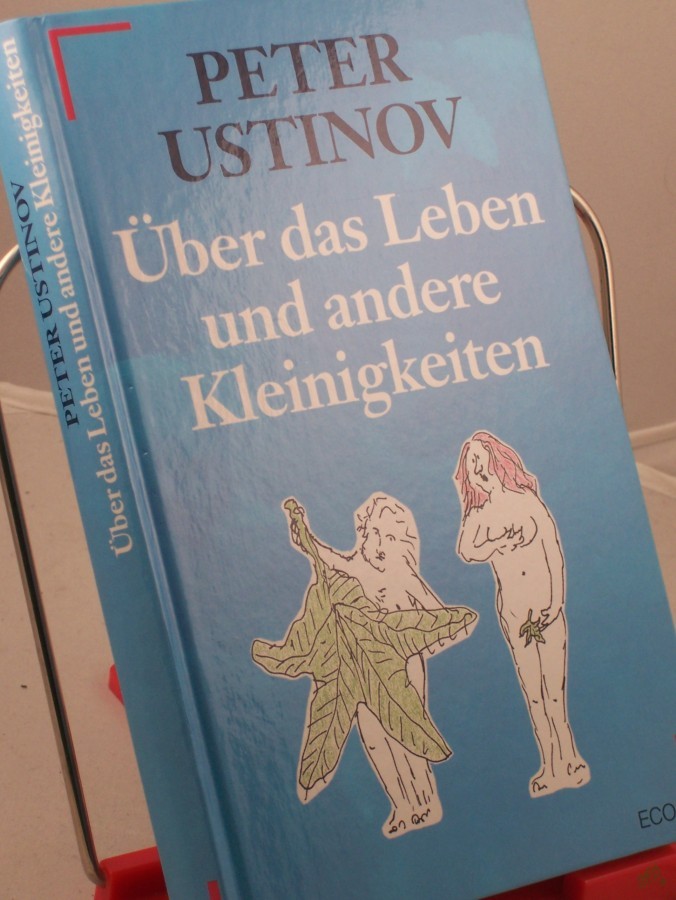 PETER
USTINOV
Über das Leben
und andere
Kleinigkeiten
ECO
PETER USTINOV
Über das Leben und andere Kleinigkeiten